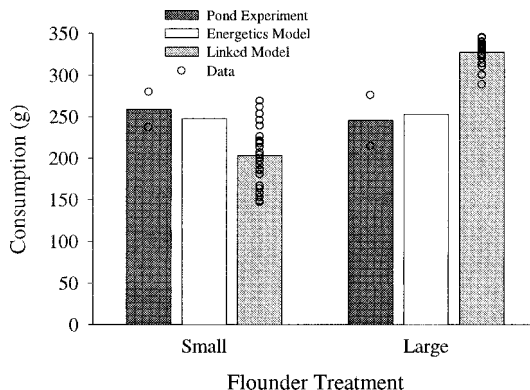 Pond Experiment
Energetics Model
Linked Model
Data
350
300
250
200
150
100
50
0
Consumption (g)
Small
Large
Flounder Treatment